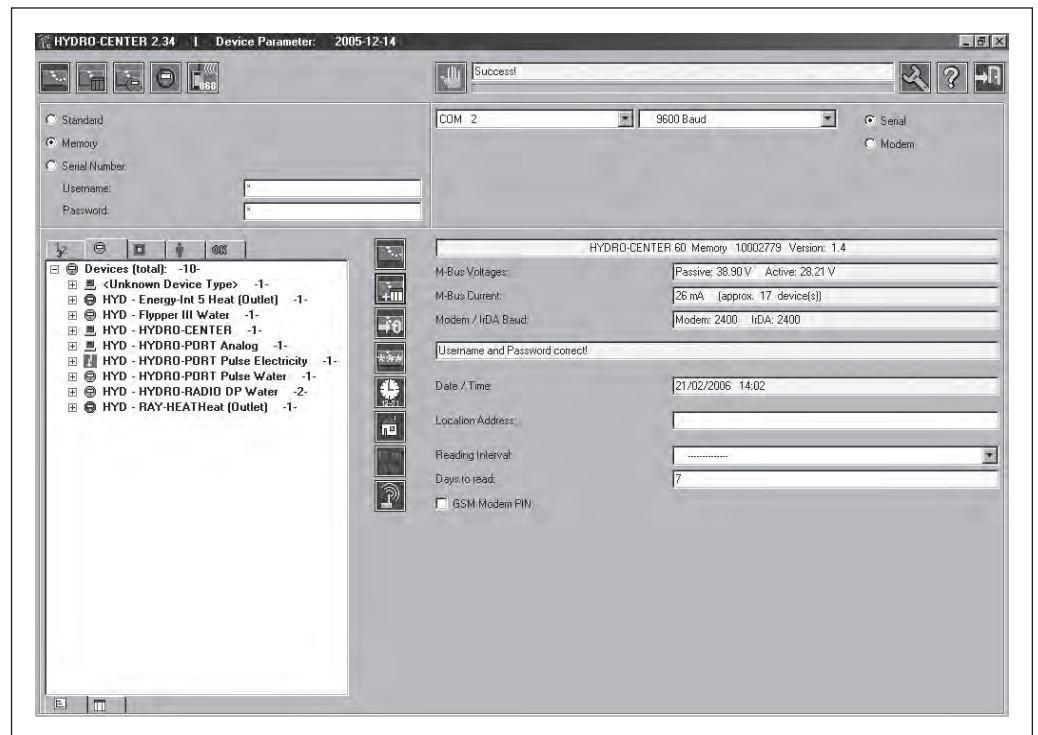 HYDRO-CENTER 2.34 | Device Parameter: 2005-12-14
868
Success!
Standard
Memory
Serial Number:
Username: *
Password: *
COM 2 9600 Baud
Serial
Modem
Devices (total): -10-
<Unknown Device Type> -1-
HYD - Energy-Int 5 Heat (Outlet) -1-
HYD - Flypper III Water -1-
HYD - HYDRO-CENTER -1-
HYD - HYDRO-PORT Analog -1-
HYD - HYDRO-PORT Pulse Electricity -1-
HYD - HYDRO-PORT Pulse Water -1-
HYD - HYDRO-RADIO DP Water -2-
HYD - RAY-HEATHeat (Outlet) -1-
HYDRO-CENTER 60 Memory 10002779 Version: 1.4
M-Bus Voltages: Passive: 38.90 V Active: 28.21 V
M-Bus Current: 26 mA (approx. 17 device(s))
Modem / IrDA Baud: Modem: 2400 IrDA: 2400
Username and Password correct!
Date / Time: 21/02/2006 14:02
Location Address:
Reading Interval: --------------
Days to read: 7
GSM Modem PIN: